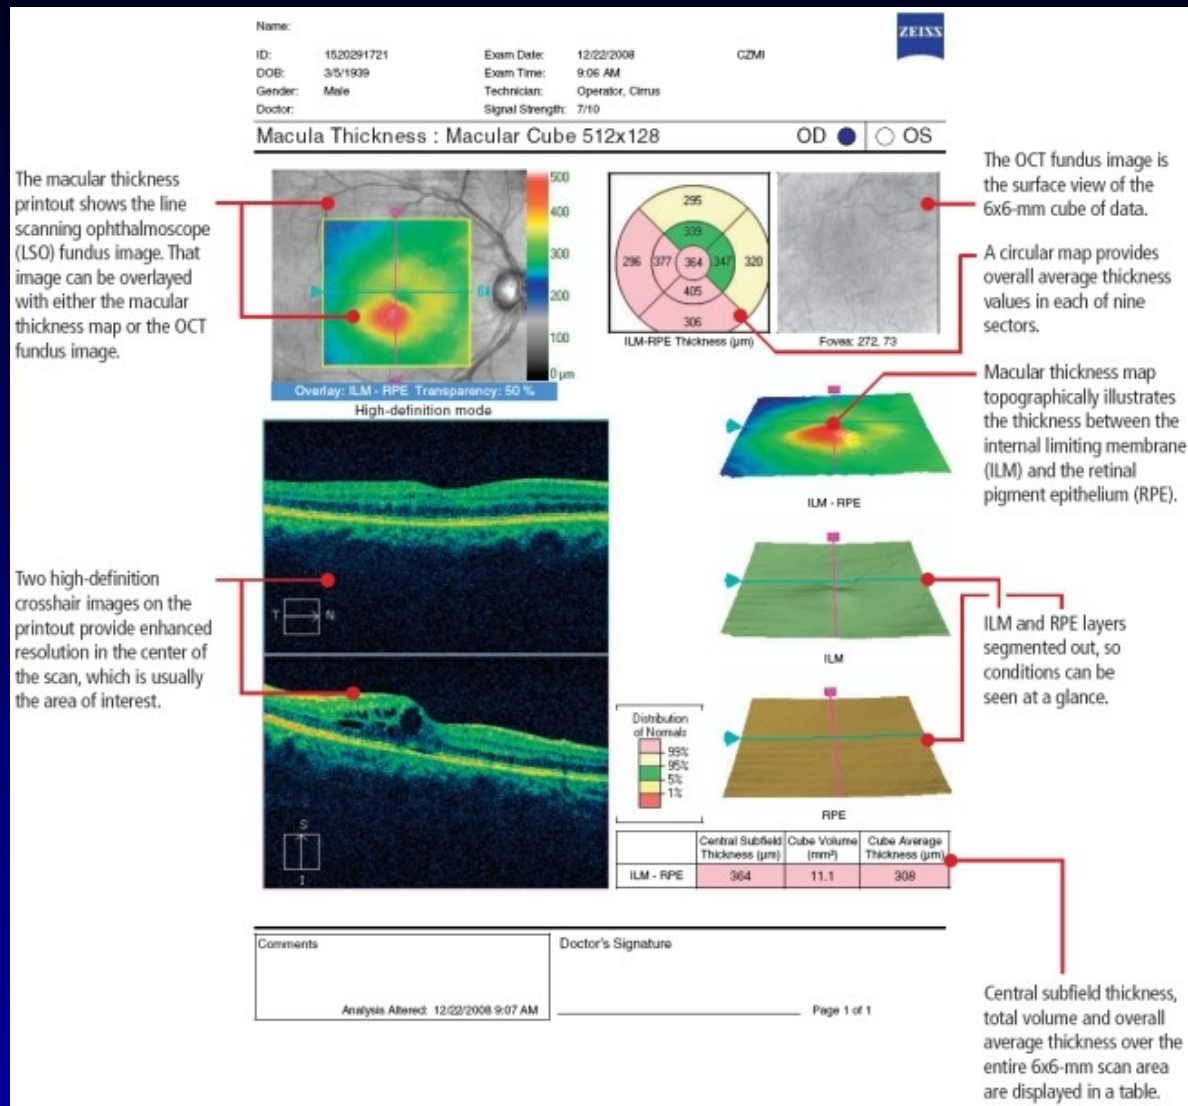 Name:
ZEISS
ID: 1520291721 Exam Date: 12/22/2008 CZMI
DOB: 3/5/1939 Exam Time: 9:06 AM
Gender: Male Technician: Operator, Cirrus
Doctor: Signal Strength: 7/10
Macula Thickness : Macular Cube 512x128 OD OS
The macular thickness
printout shows the line
scanning ophthalmoscope
(LSO) fundus image. That
image can be overlayed
with either the macular
thickness map or the OCT
fundus image.
500
400
300
200
100
0 µm
Overlay: ILM - RPE Transparency: 50 %
295
339
296 377 364 347 320
405
306
ILM-RPE Thickness (µm)
Fovea: 272, 73
The OCT fundus image is
the surface view of the
6x6-mm cube of data.
A circular map provides
overall average thickness
values in each of nine
sectors.
Macular thickness map
topographically illustrates
the thickness between the
internal limiting membrane
(ILM) and the retinal
pigment epithelium (RPE).
High-definition mode
T N
S
I
Two high-definition
crosshair images on the
printout provide enhanced
resolution in the center of
the scan, which is usually
the area of interest.
ILM - RPE
ILM
RPE
ILM and RPE layers
segmented out, so
conditions can be
seen at a glance.
Distribution
of Normals
99%
95%
5%
1%
Central Subfield Thickness (µm) Cube Volume (mm³) Cube Average Thickness (µm)
ILM - RPE 364 11.1 308
Comments
Doctor's Signature
Analysis Altered: 12/22/2008 9:07 AM
Page 1 of 1
Central subfield thickness,
total volume and overall
average thickness over the
entire 6x6-mm scan area
are displayed in a table.